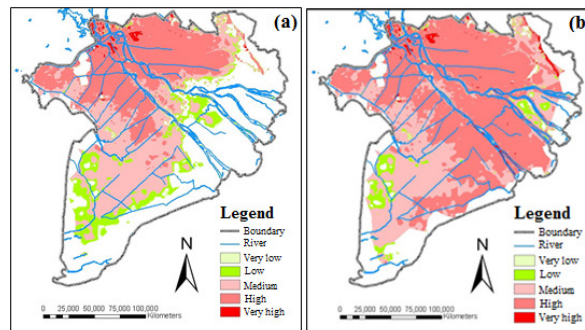 (a)
Legend
Boundary
River
Very low
Low
Medium
High
Very high
N
0 25,000 50,000 75,000 100,000
Kilometers
(b)
Legend
Boundary
River
Very low
Low
Medium
High
Very high
N
0 25,000 50,000 75,000 100,000
Kilometers